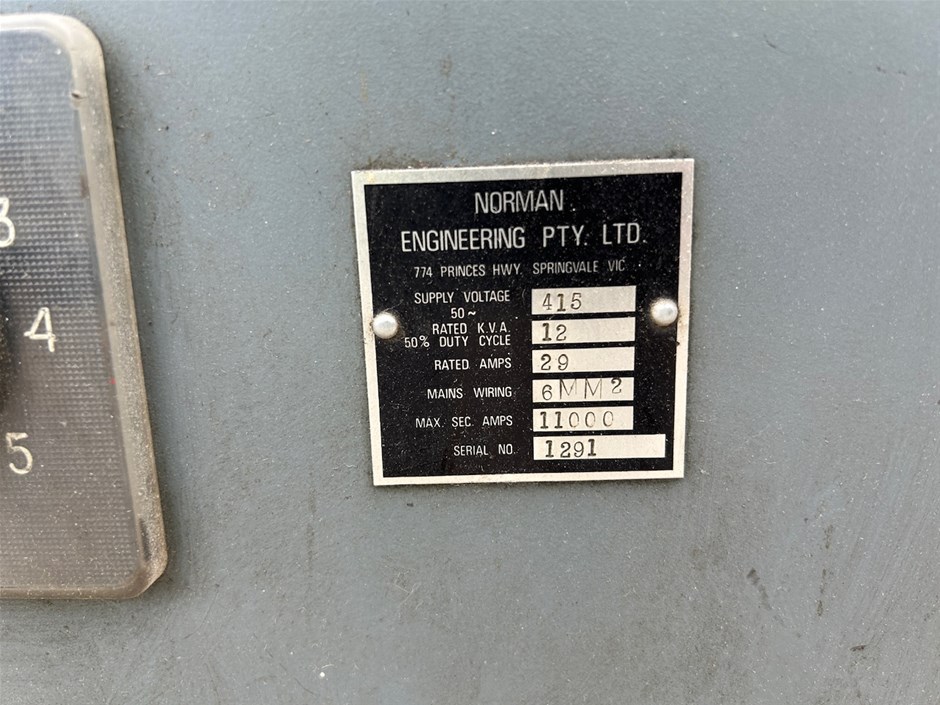 3
4
5
NORMAN
ENGINEERING PTY. LTD.
774 PRINCES HWY. SPRINGVALE VIC
SUPPLY VOLTAGE 415
50~
RATED K.V.A. 12
50% DUTY CYCLE
RATED AMPS 29
MAINS WIRING 6MM2
MAX. SEC. AMPS 11000
SERIAL NO. 1291